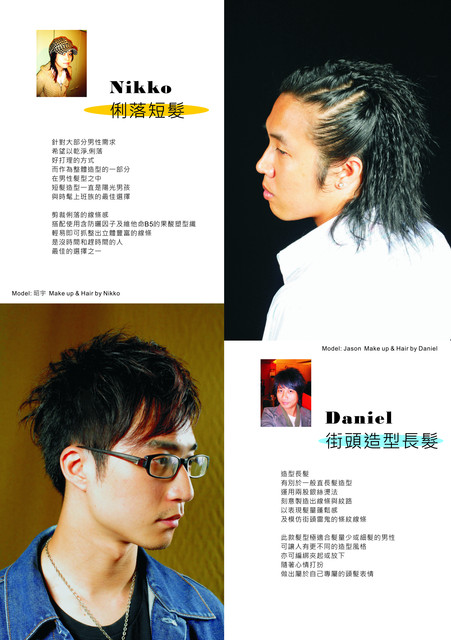 Nikko
俐落短髮
針對大部分男性需求
希望以乾淨.俐落
好打理的方式
而作為整體造型的一部分
在男性髮型之中
短髮造型一直是陽光男孩
與時髦上班族的最佳選擇
剪裁俐落的線條感
搭配使用含防曬因子及維他命B5的果酸塑型纖
輕易即可抓整出立體豐富的線條
是沒時間和趕時間的人
最佳的選擇之一
Model: 昭宇 Make up & Hair by Nikko
Model: Jason Make up & Hair by Daniel
Daniel
街頭造型長髮
造型長髮
有別於一般直長髮造型
運用兩股銀絲燙法
刻意製造出線條與紋路
以表現髮量蓬鬆感
及模仿街頭靈鬼的條紋線條
此款髮型極適合髮量少或細髮的男性
可讓人有更不同的造型風格
亦可編綁夾起或放下
隨著心情打扮
做出屬於自己專屬的頭髮表情